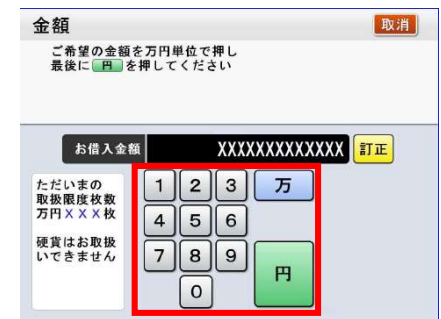 金額
取消
ご希望の金額を万円単位で押し
最後に 円 を押してください
お借入金額 XXXXXXXXXXXXX 訂正
ただいまの
取扱限度枚数
万円XXX枚
硬貨はお取扱
いできません
1 2 3 万
4 5 6
7 8 9 円
0